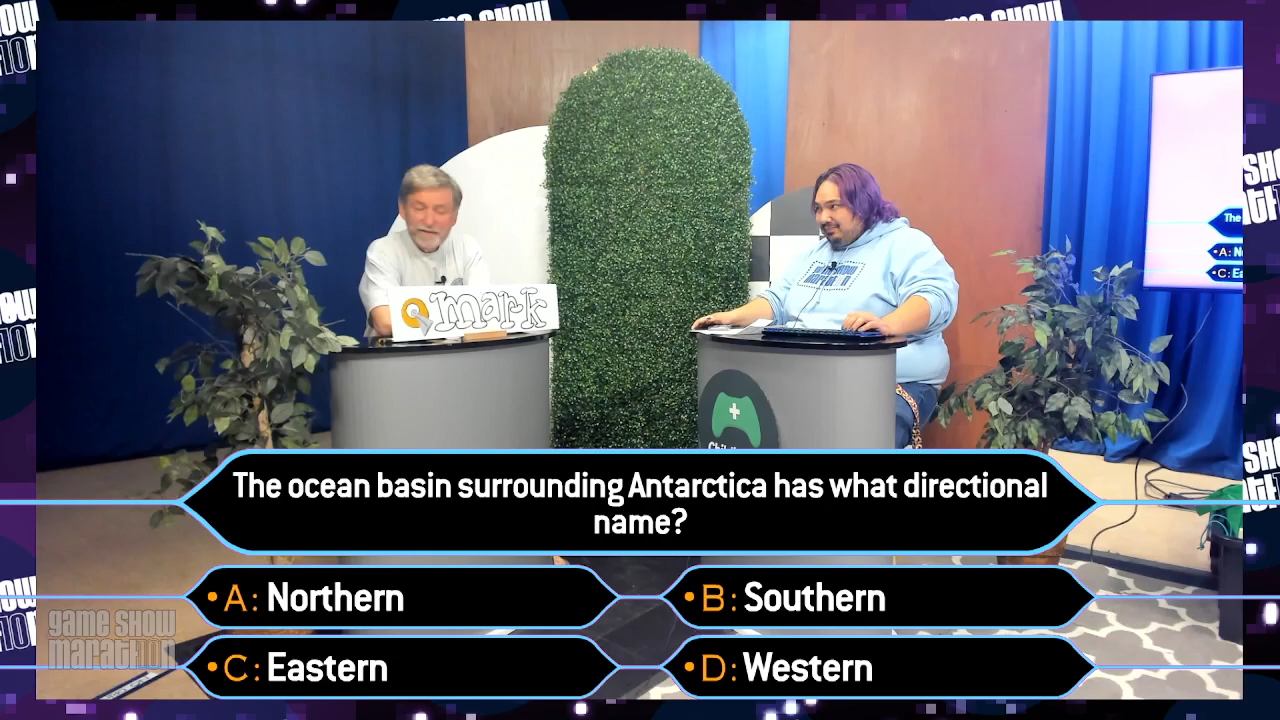 mark
The ocean basin surrounding Antarctica has what directional
name?
A: Northern
B: Southern
C: Eastern
D: Western
game show
marathon